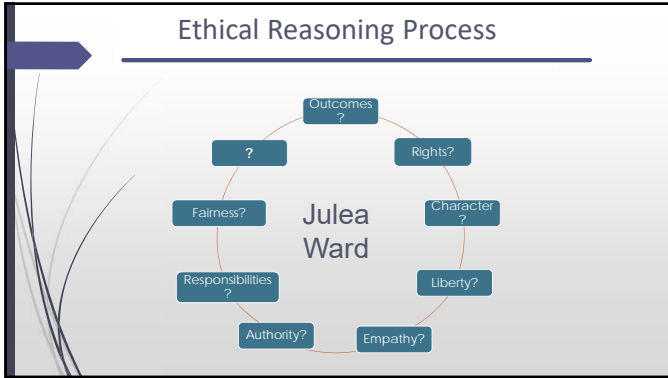 Ethical Reasoning Process
Outcomes
?
Rights?
Character
?
Liberty?
Empathy?
Authority?
Responsibilities
?
Fairness?
?
Julea
Ward